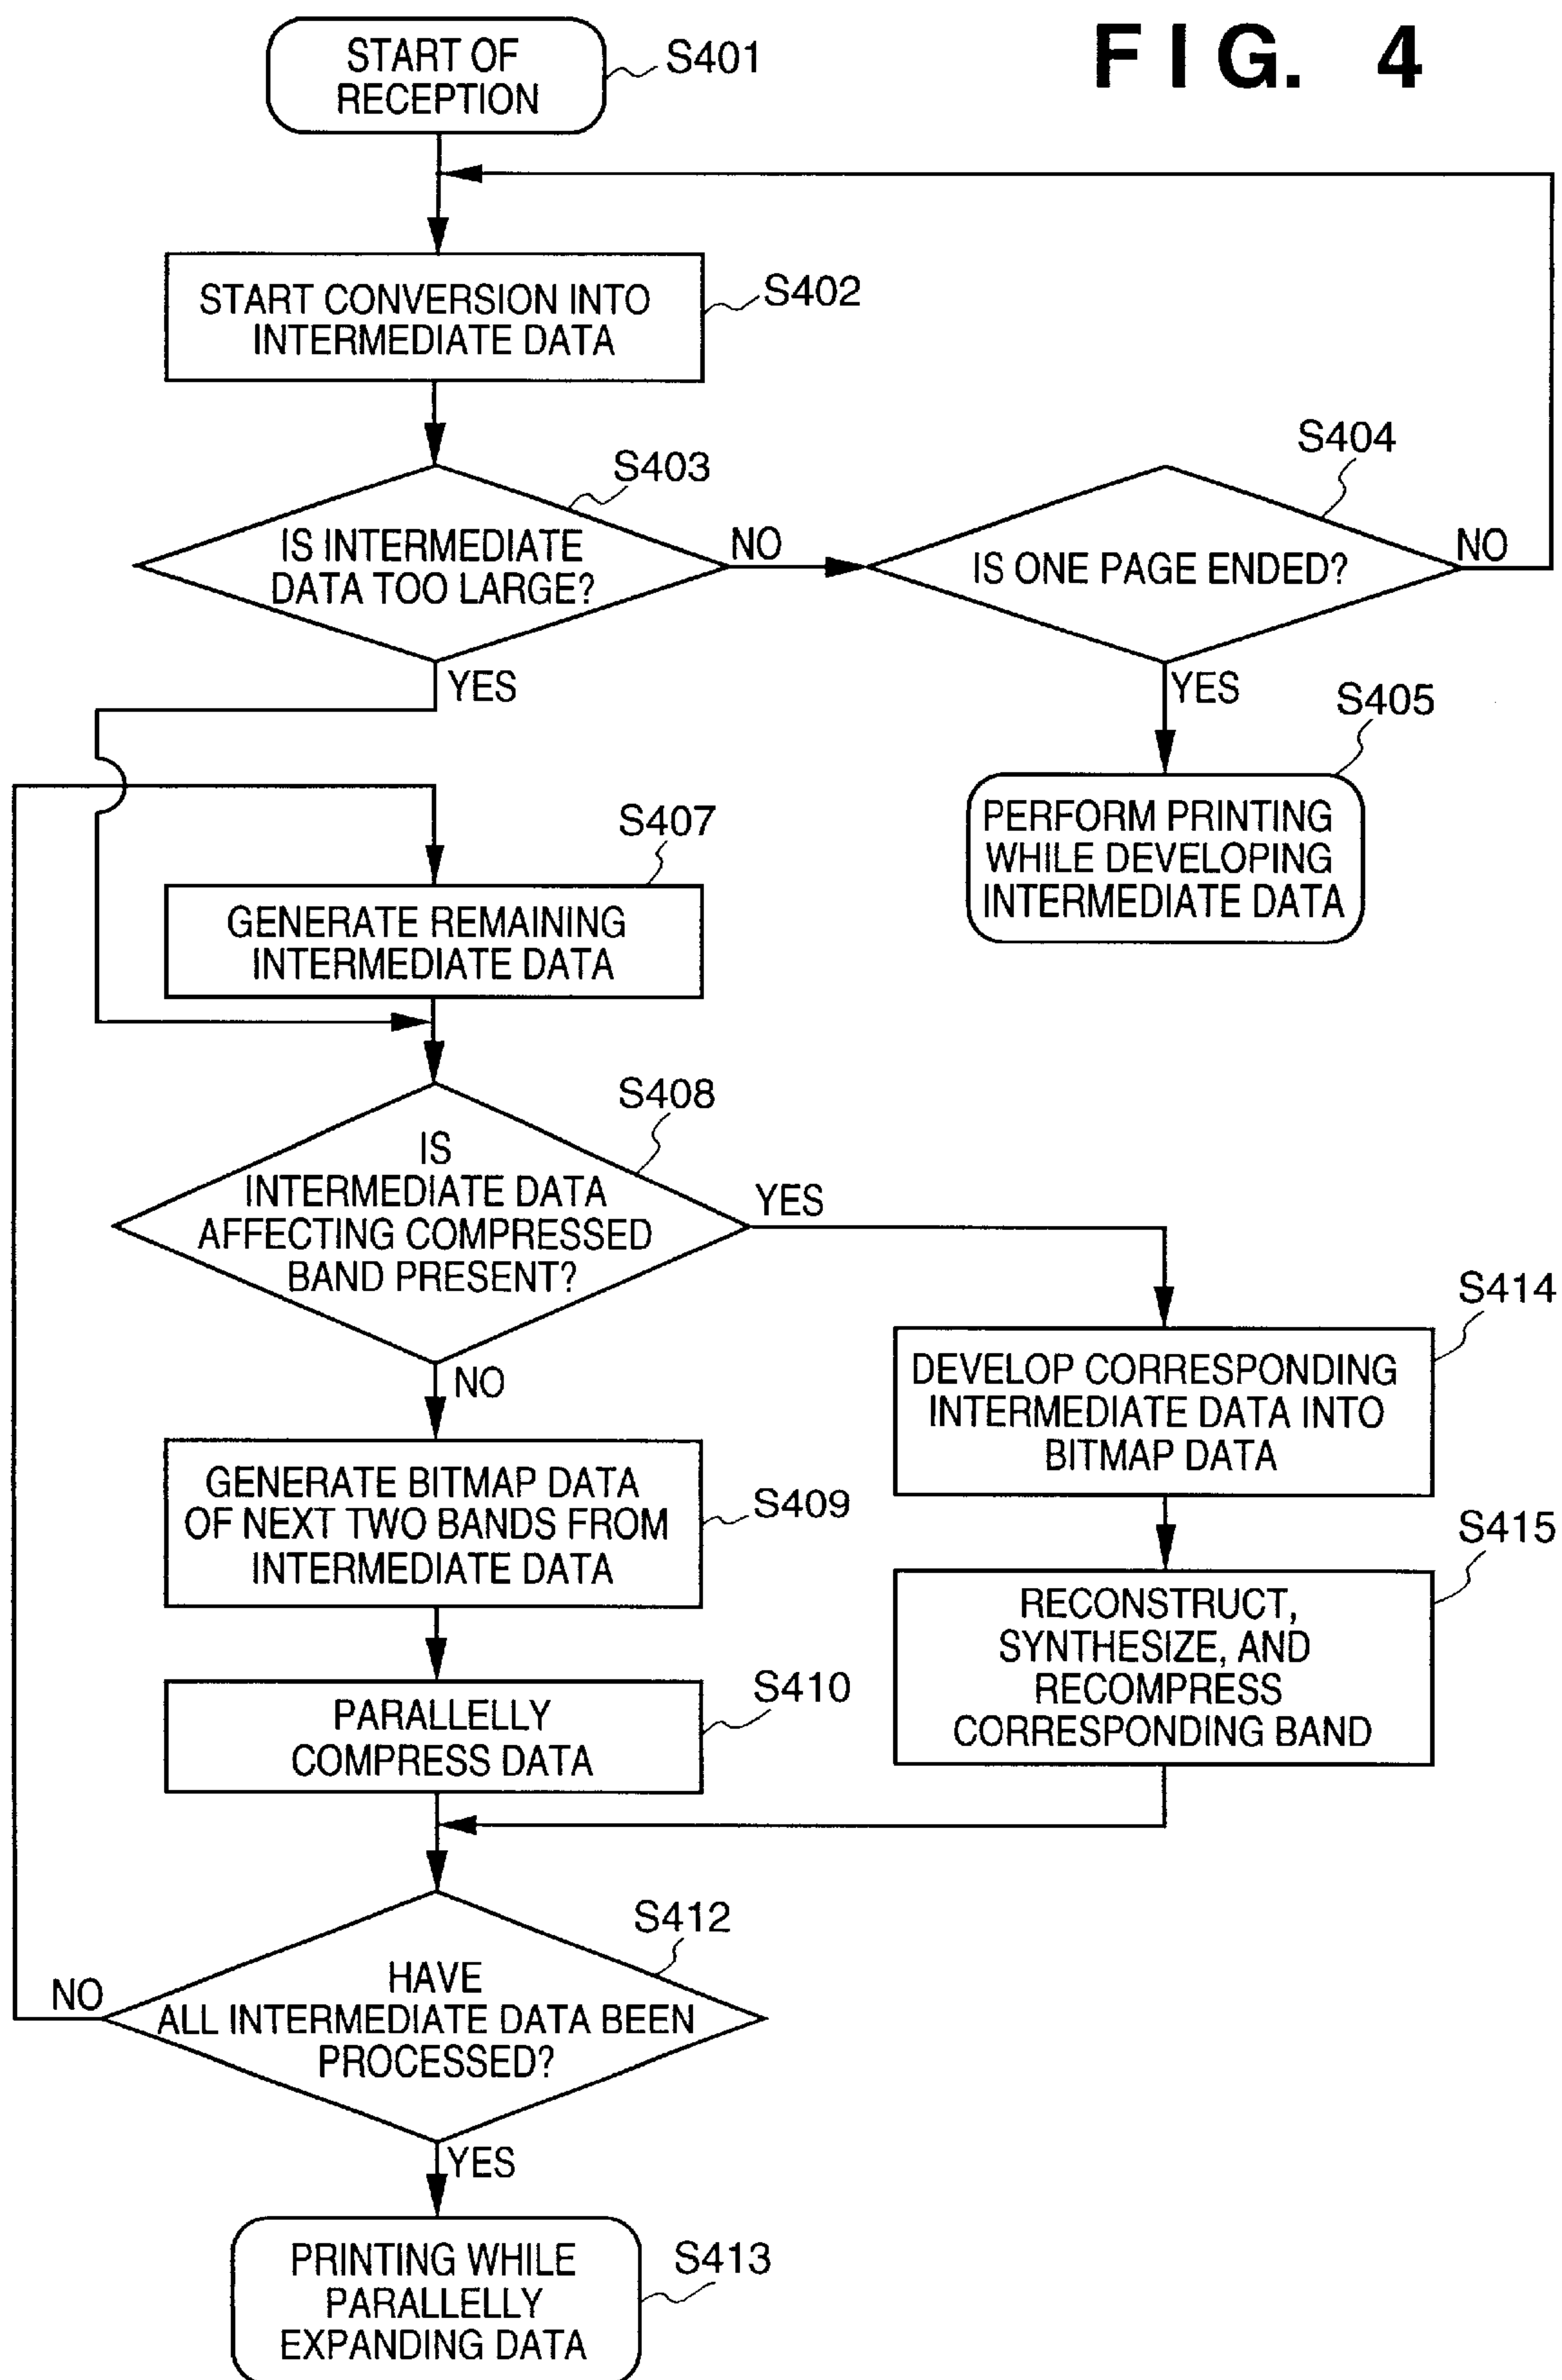 FIG. 4
START OF
RECEPTION
S401
START CONVERSION INTO
INTERMEDIATE DATA
S402
S403
IS INTERMEDIATE
DATA TOO LARGE?
NO
YES
S404
IS ONE PAGE ENDED?
NO
YES
S405
PERFORM PRINTING
WHILE DEVELOPING
INTERMEDIATE DATA
S407
GENERATE REMAINING
INTERMEDIATE DATA
S408
IS
INTERMEDIATE DATA
AFFECTING COMPRESSED
BAND PRESENT?
YES
NO
S414
DEVELOP CORRESPONDING
INTERMEDIATE DATA INTO
BITMAP DATA
GENERATE BITMAP DATA
OF NEXT TWO BANDS FROM
INTERMEDIATE DATA
S409
S415
RECONSTRUCT,
SYNTHESIZE, AND
RECOMPRESS
CORRESPONDING BAND
PARALLELLY
COMPRESS DATA
S410
S412
HAVE
ALL INTERMEDIATE DATA BEEN
PROCESSED?
NO
YES
PRINTING WHILE
PARALLELLY
EXPANDING DATA
S413